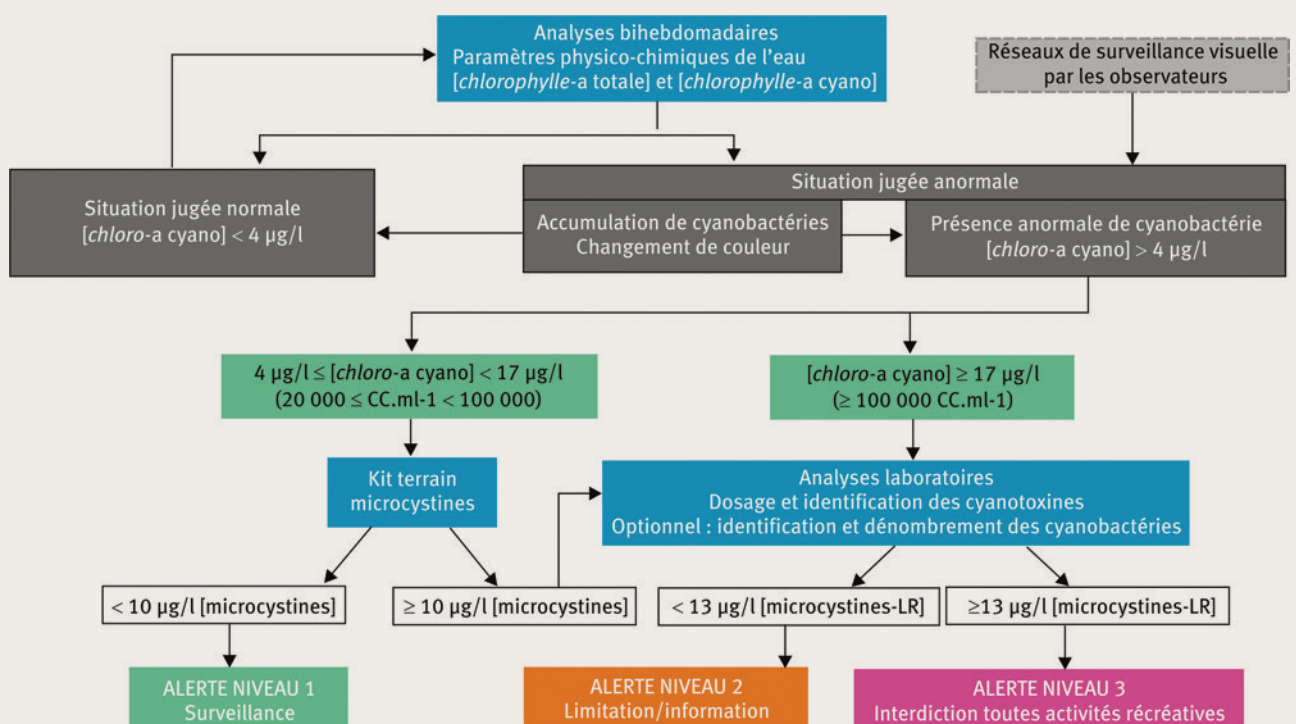 Analyses bihebdomadaires
Paramètres physico-chimiques de l’eau
[chlorophylle-a totale] et [chlorophylle-a cyano]
Réseaux de surveillance visuelle
par les observateurs
Situation jugée normale
[chloro-a cyano] < 4 µg/l
Situation jugée anormale
Accumulation de cyanobactéries
Changement de couleur
Présence anormale de cyanobactérie
[chloro-a cyano] > 4 µg/l
4 µg/l ≤ [chloro-a cyano] < 17 µg/l
(20 000 ≤ CC.ml-1 < 100 000)
[chloro-a cyano] ≥ 17 µg/l
(≥ 100 000 CC.ml-1)
Kit terrain
microcystines
Analyses laboratoires
Dosage et identification des cyanotoxines
Optionnel : identification et dénombrement des cyanobactéries
< 10 µg/l [microcystines]
≥ 10 µg/l [microcystines]
< 13 µg/l [microcystines-LR]
≥13 µg/l [microcystines-LR]
ALERTE NIVEAU 1
Surveillance
ALERTE NIVEAU 2
Limitation/information
ALERTE NIVEAU 3
Interdiction toutes activités récréatives